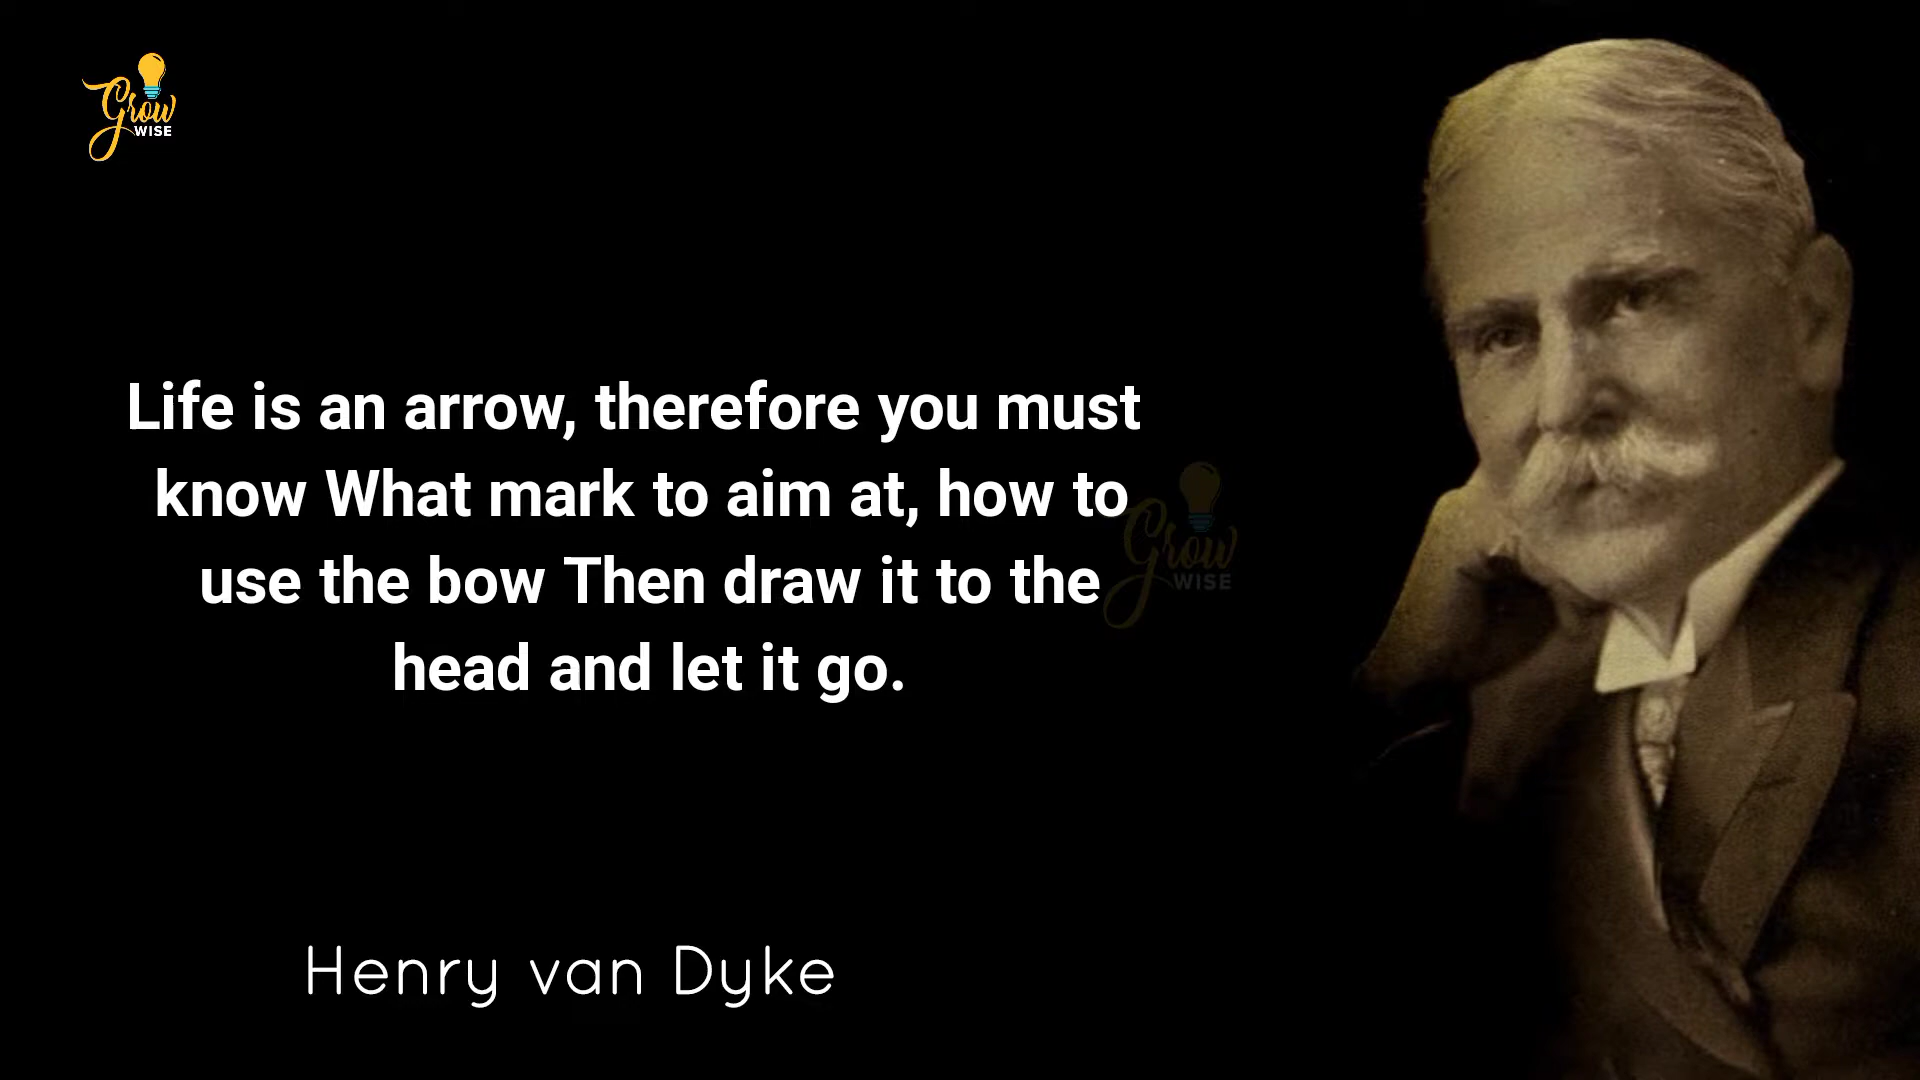 Grow
WISE
Life is an arrow, therefore you must
know What mark to aim at, how to
use the bow Then draw it to the
head and let it go.
Grow
WISE
Henry van Dyke